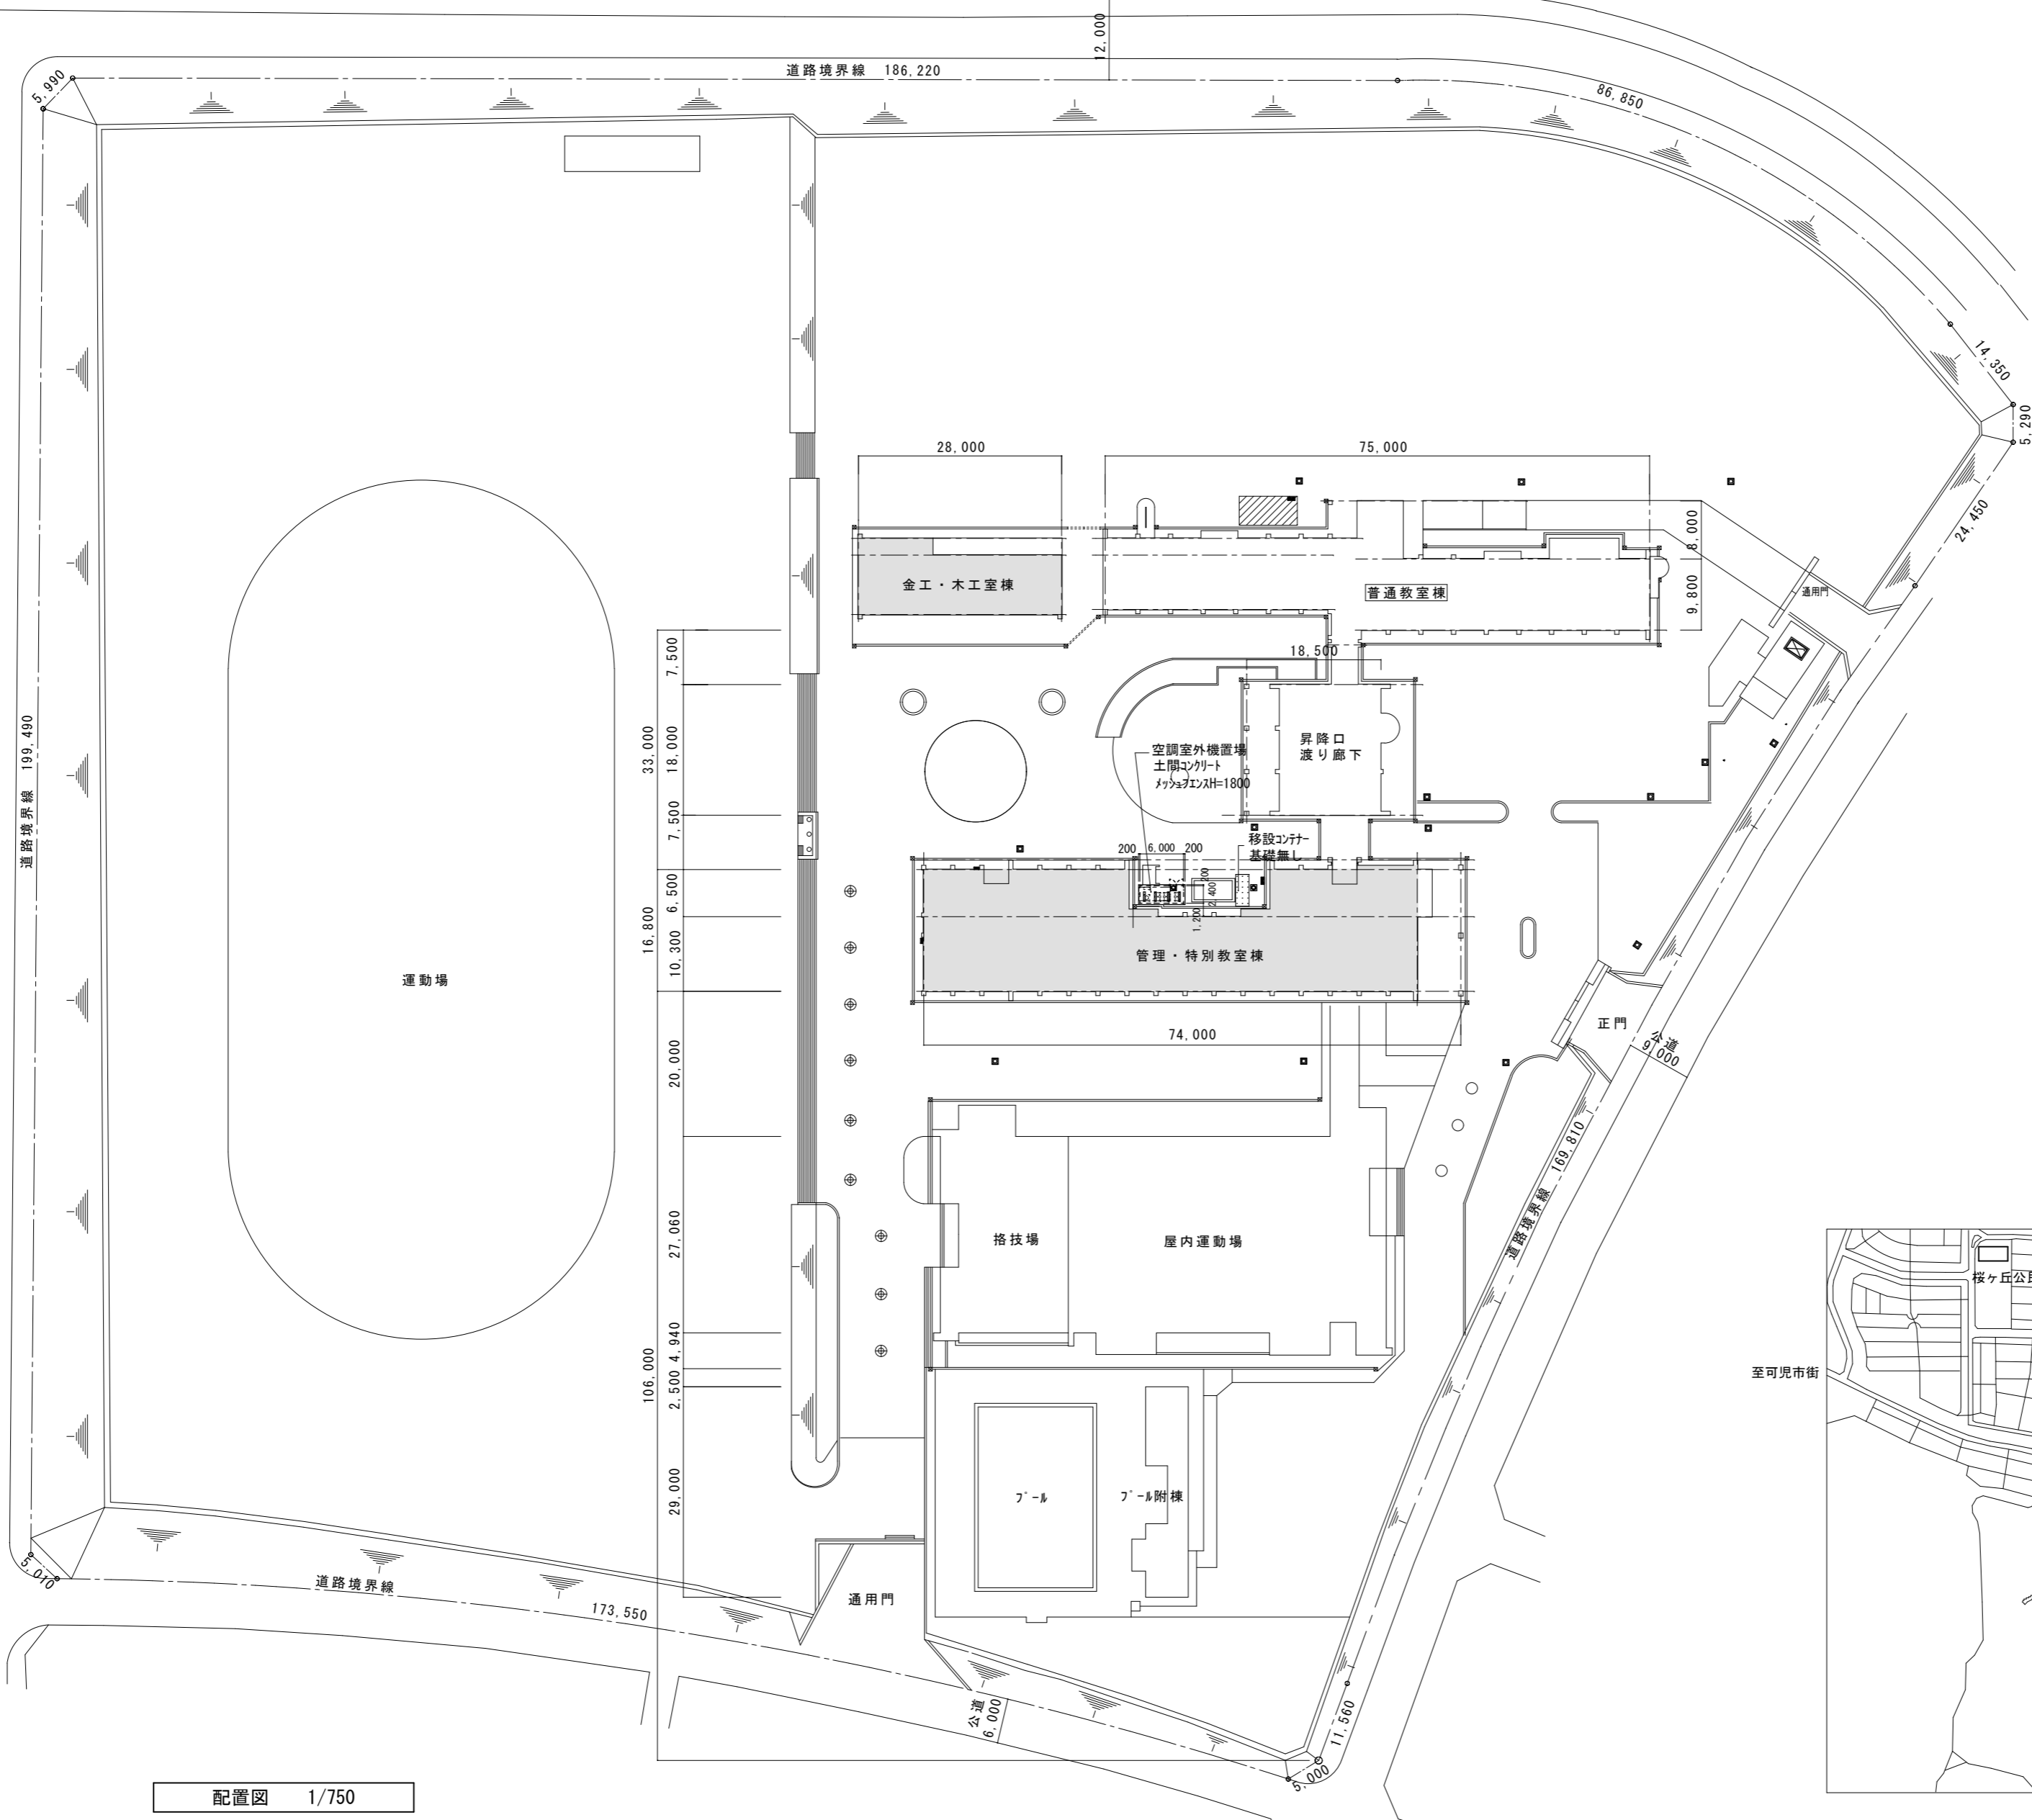 12,000
道路境界線 186,220
5,990
86,850
14,350
5,290
24,450
28,000
75,000
8,000
9,800
金工・木工室棟
普通教室棟
通用門
18,500
7,500
33,000
18,000
7,500
昇降口
渡り廊下
空調室外機置場
土間コンクリート
メッシュフェンスH=1800
移設コンテナー
基礎無し
200 6,000 200
200
2,400
1,200
6,500
16,800
10,300
管理・特別教室棟
74,000
道路境界線 199,490
運動場
正門
公道
9,000
20,000
道路境界線 169,810
27,060
格技場
屋内運動場
4,940
106,000
2,500
29,000
プール
プール附棟
桜ヶ丘公
至可児市街
5,010
道路境界線
173,550
通用門
公道
6,000
11,560
5,000
配置図 1/750